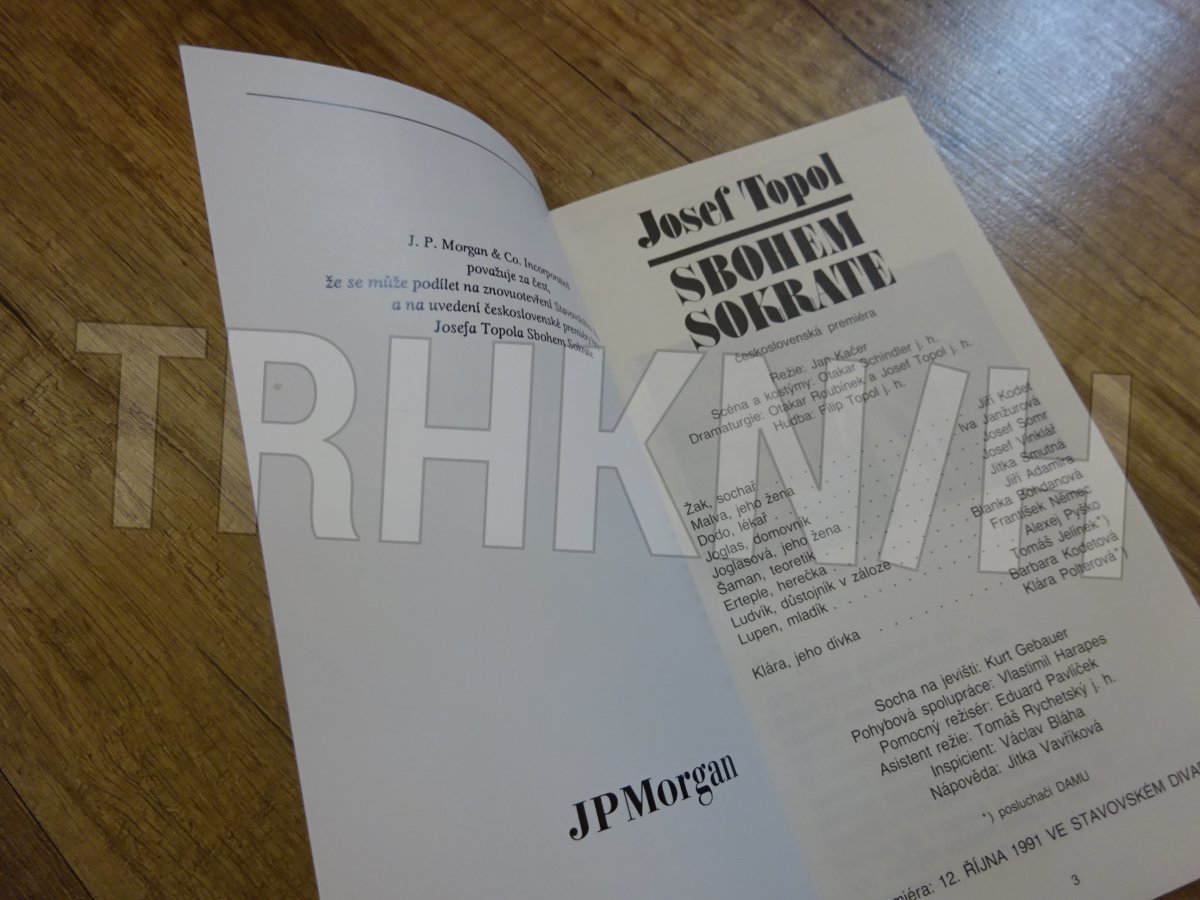 J. P. Morgan & Co. Incorporated
považuje za čest,
že se může podílet na znovuotevření Stavovského
a na uvedení československé premiéry
Josefa Topola Sbohem Sokrate.
JPMorgan
Josef Topol
SBOHEM
SOKRATE
československá premiéra
Režie: Jan Kačer
Scéna a kostýmy: Otakar Schindler j. h.
Dramaturgie: Otakar Roubínek a Josef Topol j. h.
Hudba: Filip Topol j. h.
Žak, sochař . . . . . . . . Jiří Kodet
Malva, jeho žena . . . . . . . . Iva Janžurová
Dodo, lékař . . . . . . . . Josef Somr
Joglas, domovník . . . . . . . . Josef Vinklář
Joglasová, jeho žena . . . . . . . . Jitka Smutná
Šaman, teoretik . . . . . . . . Jiří Adamíra
Erteple, herečka . . . . . . . . Blanka Bohdanová
Ludvík, důstojník v záloze . . . . . . . . František Němec
Lupen, mladík . . . . . . . . Alexej Pyško
Tomáš Jelínek*)
Klára, jeho dívka . . . . . . . . Barbara Kodetová
Klára Polterová*)
Socha na jevišti: Kurt Gebauer
Pohybová spolupráce: Vlastimil Harapes
Pomocný režisér: Eduard Pavlíček
Asistent režie: Tomáš Rychetský j. h.
Inspicient: Václav Bláha
Nápověda: Jitka Vavříková
*) posluchači DAMU
miéra: 12. ŘÍJNA 1991 VE STAVOVSKÉM DIVAD
3
TRHKNIH